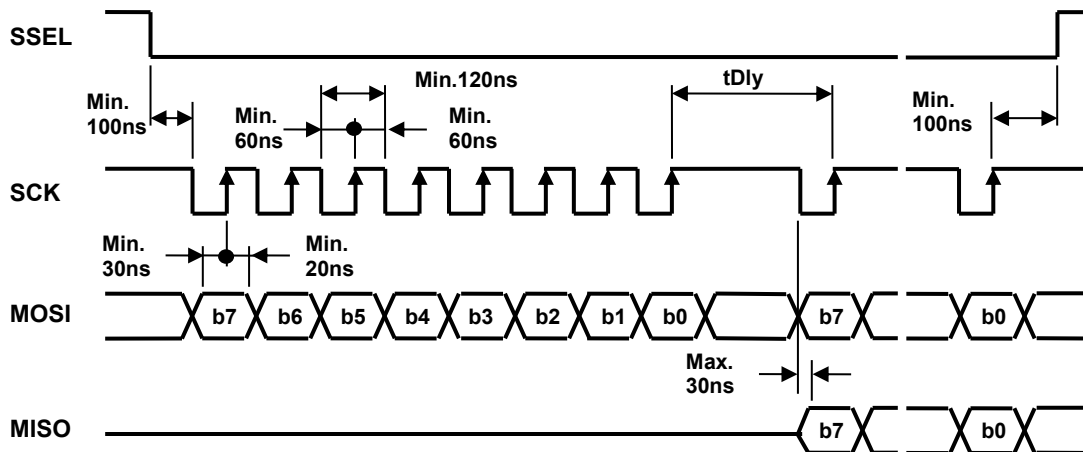 SSEL
Min.
100ns
Min.120ns
tDly
Min.
100ns
Min.
60ns
Min.
60ns
SCK
Min.
30ns
Min.
20ns
MOSI
b7 b6 b5 b4 b3 b2 b1 b0 b7 b0
Max.
30ns
MISO
b7 b0